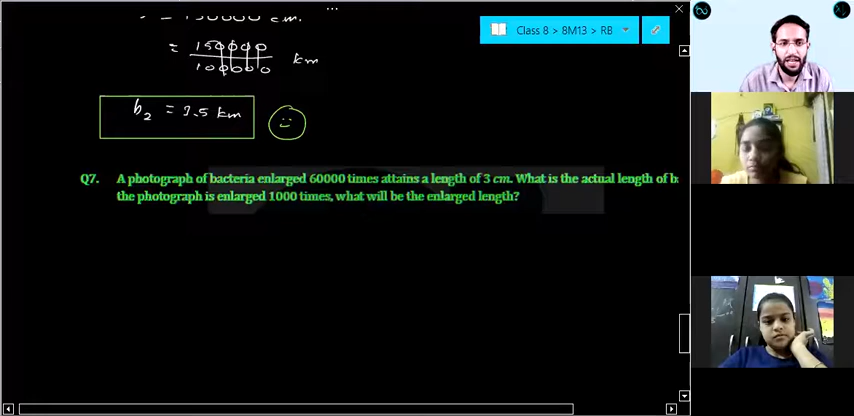 = 150000 cm.
= 150000
100000 km
b2 = 1.5 km
Class 8 > 8M13 > RB
Q7. A photograph of bacteria enlarged 60000 times attains a length of 3 cm. What is the actual length of
the photograph is enlarged 1000 times, what will be the enlarged length?